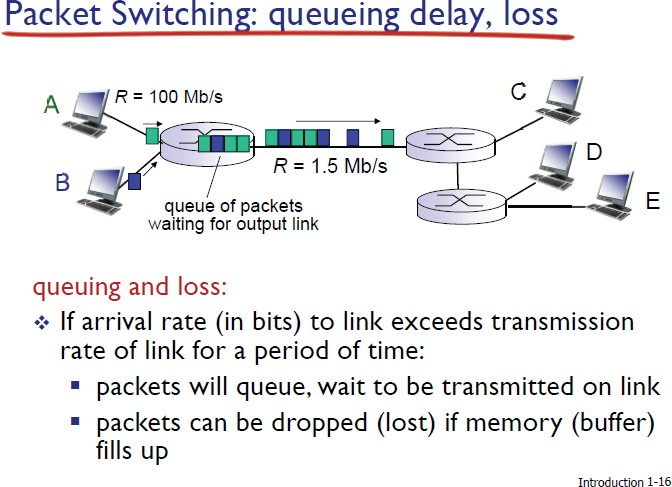 Packet Switching: queueing delay, loss
A
R = 100 Mb/s
C
B
R = 1.5 Mb/s
D
E
queue of packets
waiting for output link
queuing and loss:
❖ If arrival rate (in bits) to link exceeds transmission
rate of link for a period of time:
▪ packets will queue, wait to be transmitted on link
▪ packets can be dropped (lost) if memory (buffer)
fills up
Introduction 1-16